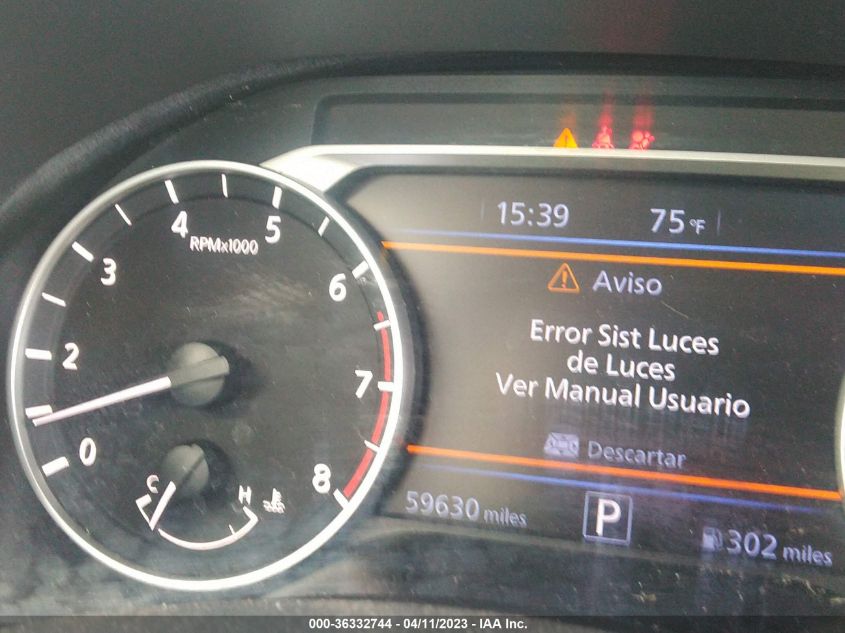 15:39 75°F
Aviso
Error Sist Luces
de Luces
Ver Manual Usuario
Descartar
59630 miles P 302 miles
0 2 3 4 5 6 7 8
RPMx1000
C H
000-36332744 - 04/11/2023 - IAA Inc.